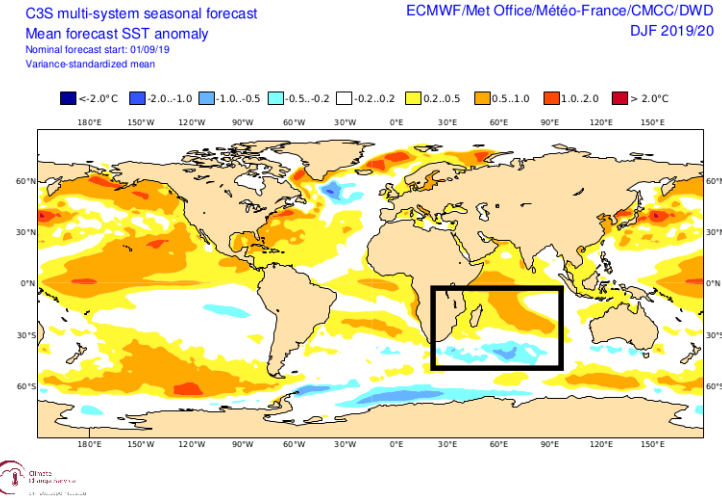 C3S multi-system seasonal forecast
Mean forecast SST anomaly
Nominal forecast start: 01/09/19
Variance-standardized mean
ECMWF/Met Office/Météo-France/CMCC/DWD
DJF 2019/20
<-2.0°C -2.0..-1.0 -1.0..-0.5 -0.5..-0.2 -0.2..0.2 0.2..0.5 0.5..1.0 1.0..2.0 > 2.0°C
180°E 150°W 120°W 90°W 60°W 30°W 0°E 30°E 60°E 90°E 120°E 150°E
60°N 60°N
30°N 30°N
0°N 0°N
30°S 30°S
60°S 60°S
180°E 150°W 120°W 90°W 60°W 30°W 0°E 30°E 60°E 90°E 120°E 150°E
Climate
Change Service